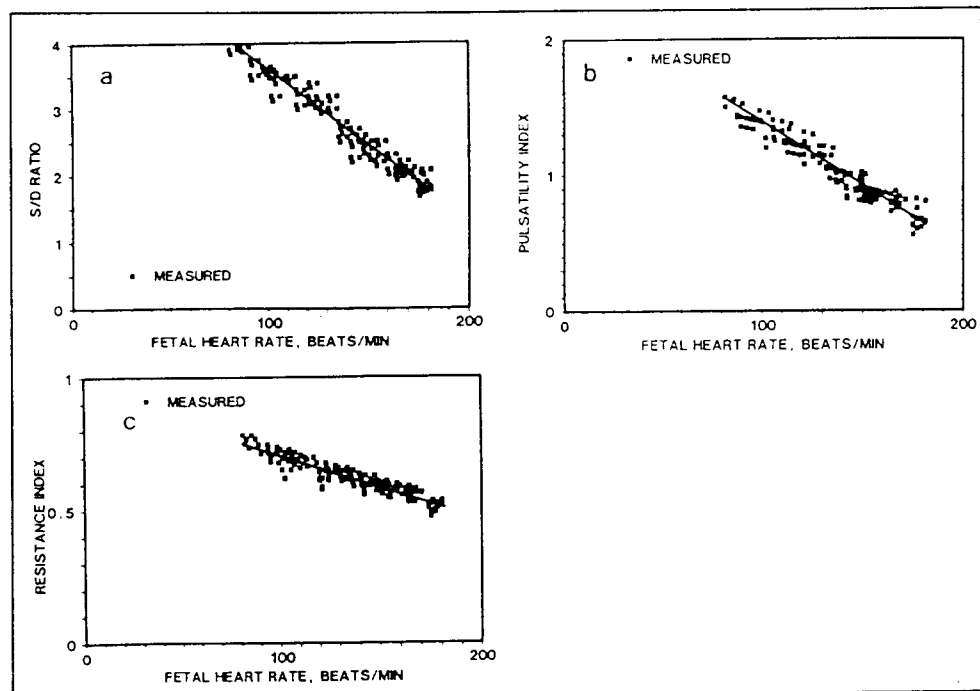 a
4
3
2
1
0
S/D RATIO
MEASURED
100
200
FETAL HEART RATE, BEATS/MIN
b
2
1
0
PULSATILITY INDEX
MEASURED
0
100
200
FETAL HEART RATE, BEATS/MIN
c
1
0.5
0
RESISTANCE INDEX
MEASURED
0
100
200
FETAL HEART RATE, BEATS/MIN